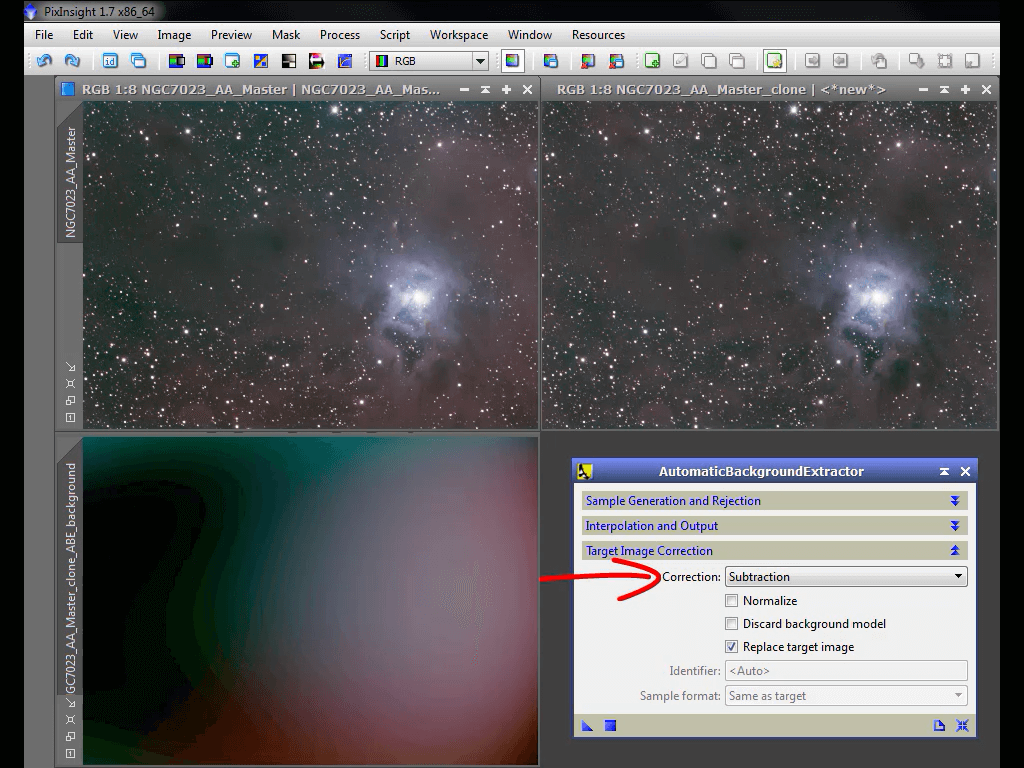 PixInsight 1.7 x86_64
File Edit View Image Preview Mask Process Script Workspace Window Resources
id RGB
RGB 1:8 NGC7023_AA_Master | NGC7023_AA_Mas...
RGB 1:8 NGC7023_AA_Master_clone | <*new*>
NGC7023_AA_Master
GC7023_AA_Master_clone_ABE_background
AutomaticBackgroundExtractor
Sample Generation and Rejection
Interpolation and Output
Target Image Correction
Correction: Subtraction
Normalize
Discard background model
Replace target image
Identifier: <Auto>
Sample format: Same as target